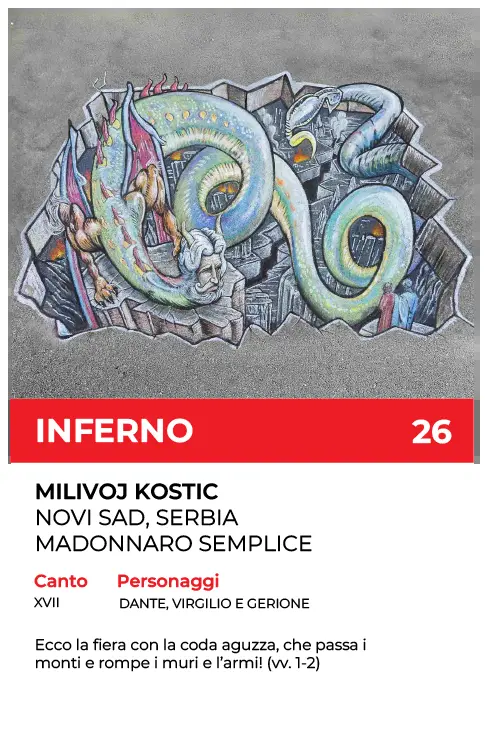 INFERNO 26
MILIVOJ KOSTIC
NOVI SAD, SERBIA
MADONNARO SEMPLICE
Canto Personaggi
XVII DANTE, VIRGILIO E GERIONE
Ecco la fiera con la coda aguzza, che passa i
monti e rompe i muri e l'armi! (vv. 1-2)